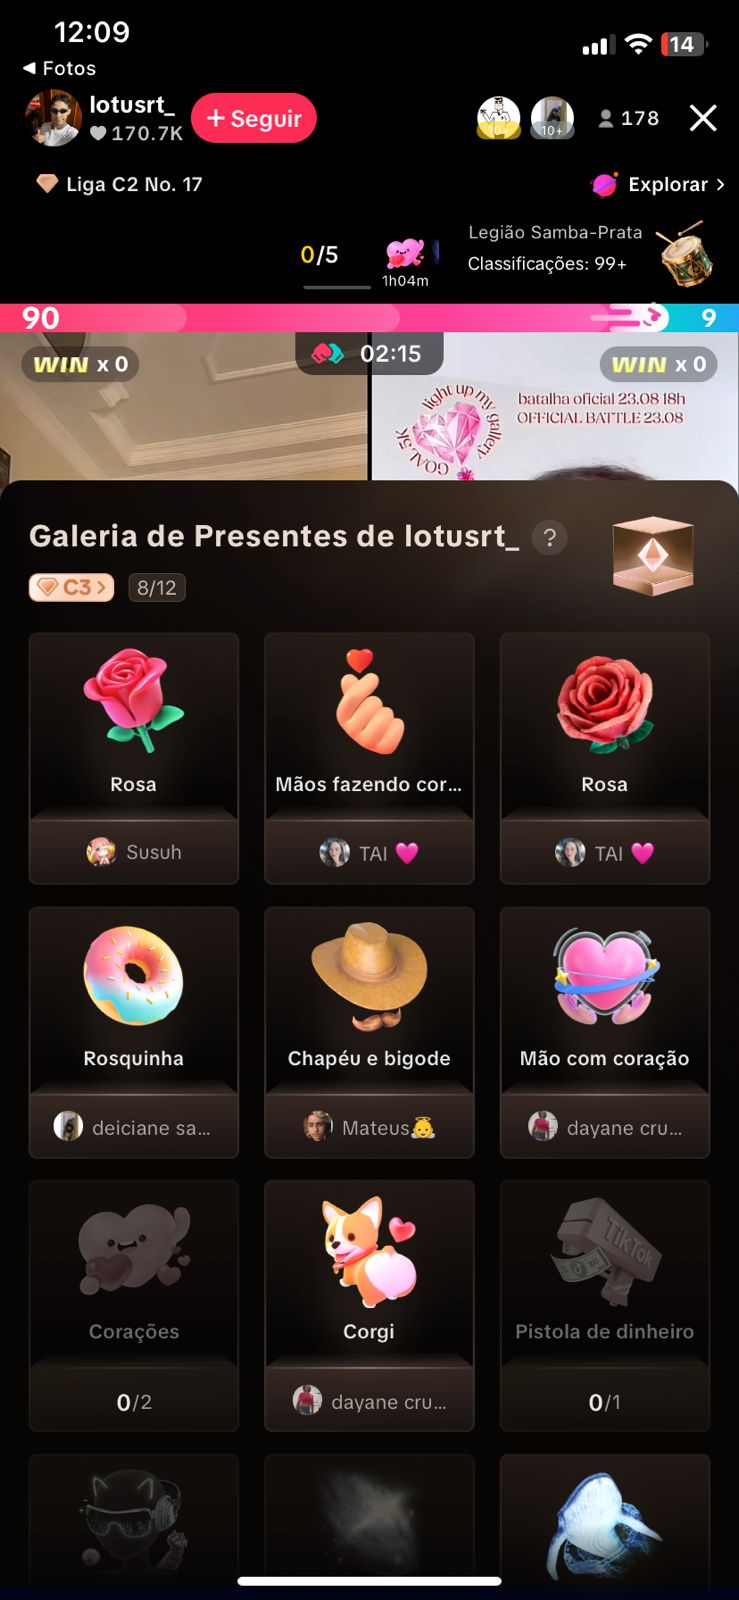 12:09
14
◀ Fotos
lotusrt_
170.7K
+ Seguir
10+
10+
178
Liga C2 No. 17
Explorar >
0/5
1h04m
Legião Samba-Prata
Classificações: 99+
90
9
WIN x 0
02:15
WIN x 0
light up my gallery
GOAL 5K
batalha oficial 23.08 18h
OFFICIAL BATTLE 23.08
Galeria de Presentes de lotusrt_ ?
C3 >
8/12
Rosa
Mãos fazendo cor...
Rosa
Susuh
TAI 🩷
TAI 🩷
Rosquinha
Chapéu e bigode
Mão com coração
deiciane sa...
Mateus👼
dayane cru...
TikTok
Corações
Corgi
Pistola de dinheiro
0/2
dayane cru...
0/1